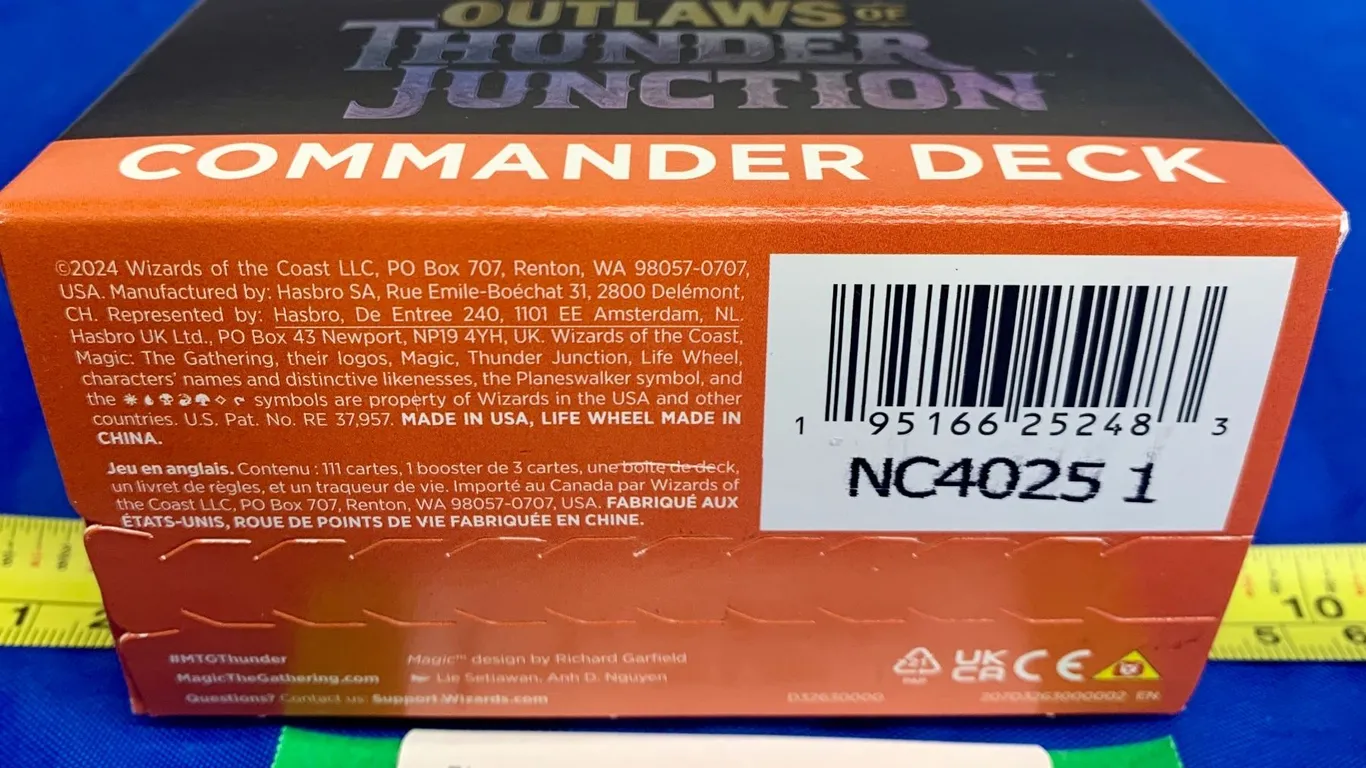 OUTLAWS OF
THUNDER
JUNCTION
COMMANDER DECK
©2024 Wizards of the Coast LLC, PO Box 707, Renton, WA 98057-0707,
USA. Manufactured by: Hasbro SA, Rue Emile-Boéchat 31, 2800 Delémont,
CH. Represented by: Hasbro, De Entree 240, 1101 EE Amsterdam, NL.
Hasbro UK Ltd., PO Box 43 Newport, NP19 4YH, UK. Wizards of the Coast,
Magic: The Gathering, their logos, Magic, Thunder Junction, Life Wheel,
characters' names and distinctive likenesses, the Planeswalker symbol, and
the symbols are property of Wizards in the USA and other
countries. U.S. Pat. No. RE 37,957. MADE IN USA, LIFE WHEEL MADE IN
CHINA.
Jeu en anglais. Contenu : 111 cartes, 1 booster de 3 cartes, une boîte de deck,
un livret de règles, et un traqueur de vie. Importé au Canada par Wizards of
the Coast LLC, PO Box 707, Renton, WA 98057-0707, USA. FABRIQUÉ AUX
ÉTATS-UNIS, ROUE DE POINTS DE VIE FABRIQUÉE EN CHINE.
1 95166 25248 3
NC4025 1
1 2
10
5 6
#MTGThunder
MagicTheGathering.com
Questions? Contact us: Support.Wizards.com
Magic™ design by Richard Garfield
Lie Setiawan, Anh D. Nguyen
D32630000
21
PAP
UK
CA
CE
207D3263000002 EN